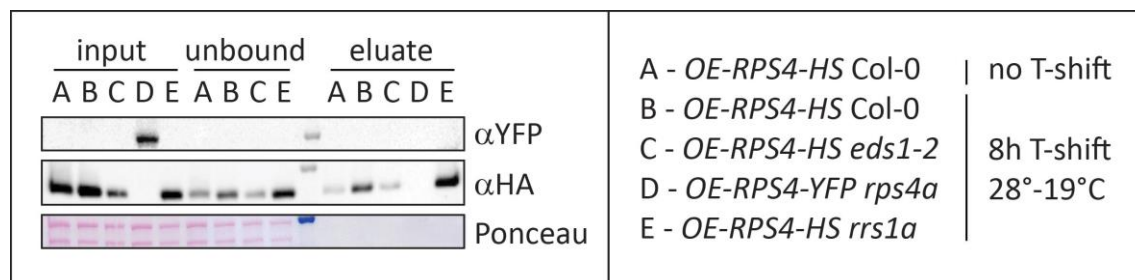 input unbound eluate
A B C D E A B C E A B C D E
αYFP
αHA
Ponceau
A - OE-RPS4-HS Col-0 no T-shift
B - OE-RPS4-HS Col-0
C - OE-RPS4-HS eds1-2 8h T-shift
D - OE-RPS4-YFP rps4a 28°-19°C
E - OE-RPS4-HS rrs1a